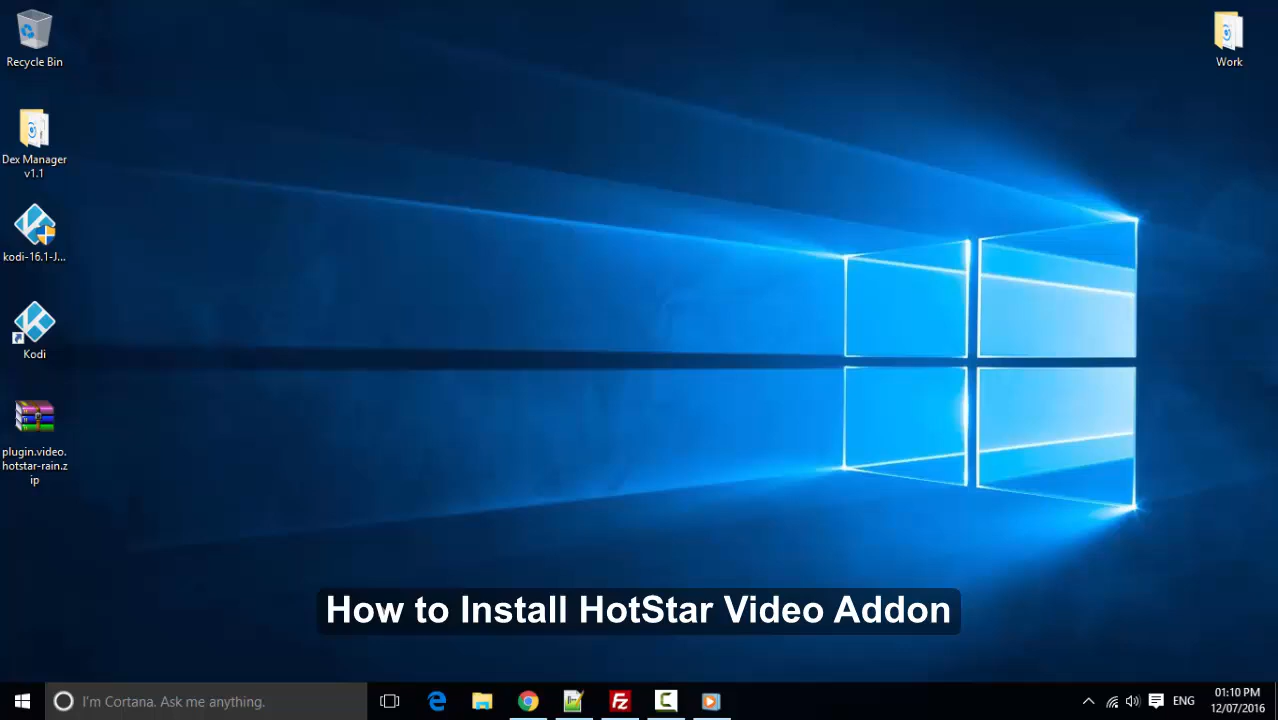 Recycle Bin
Work
Dex Manager
v1.1
kodi-16.1-J...
Kodi
plugin.video.
hotstar-rain.z
ip
How to Install HotStar Video Addon
I'm Cortana. Ask me anything.
ENG
01:10 PM
12/07/2016